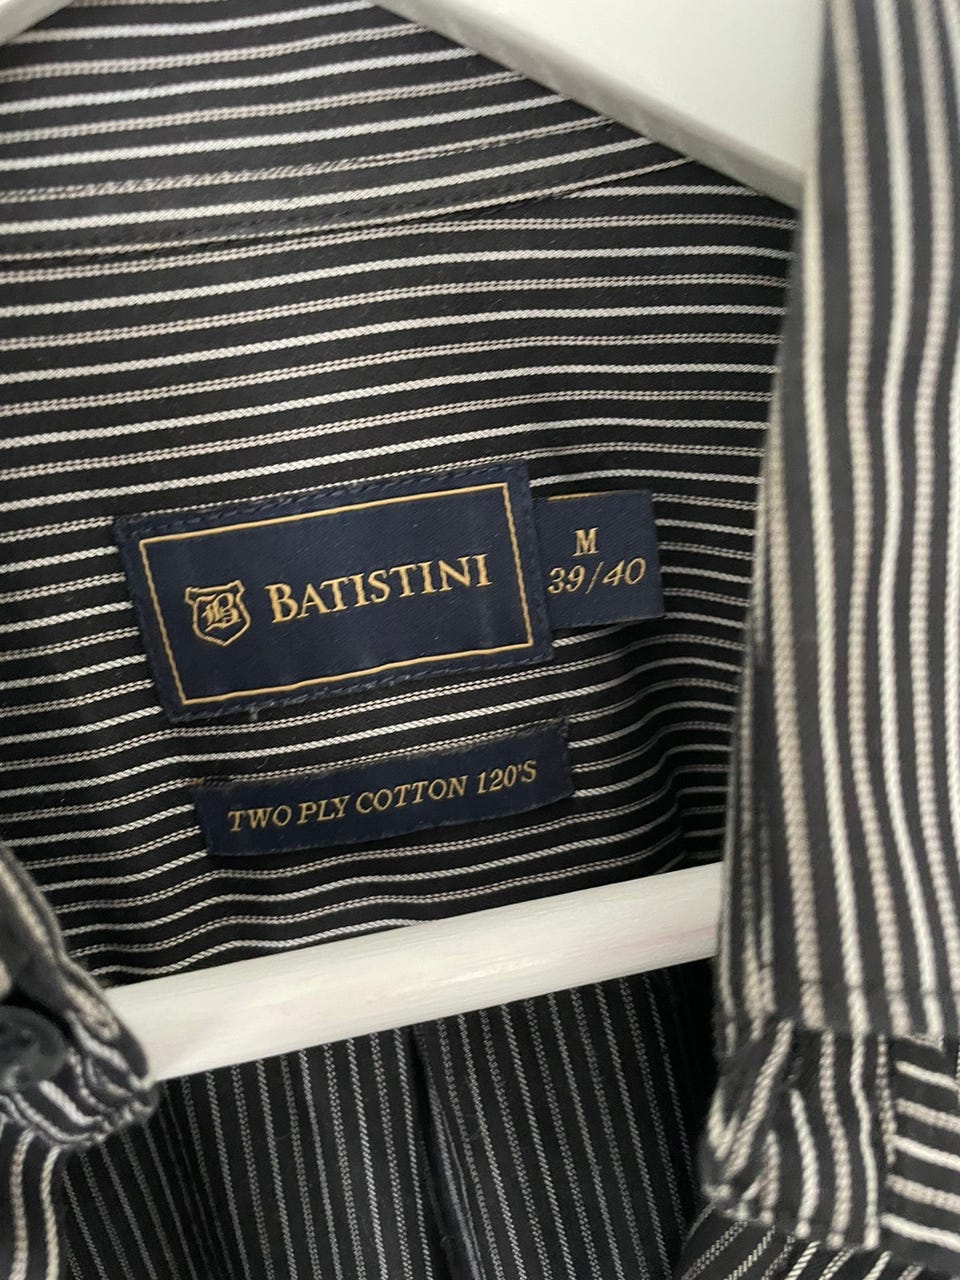 B BATISTINI
M
39/40
TWO PLY COTTON 120'S